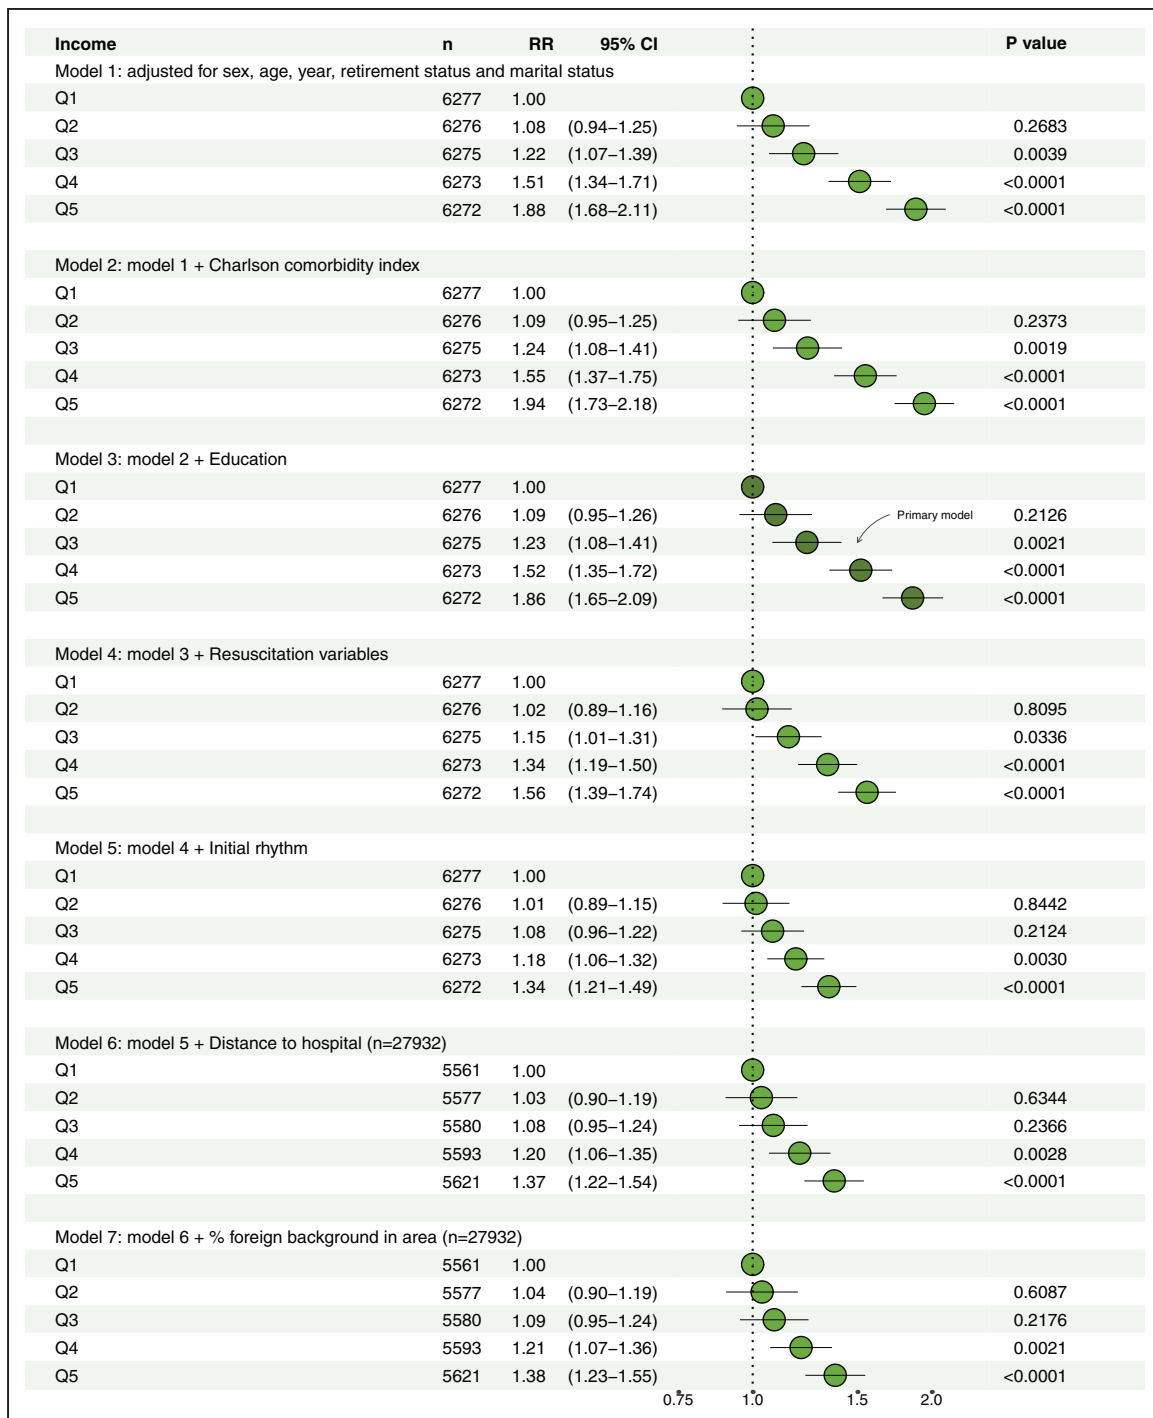 Income n RR 95% CI P value
Model 1: adjusted for sex, age, year, retirement status and marital status
Q1 6277 1.00
Q2 6276 1.08 (0.94–1.25) 0.2683
Q3 6275 1.22 (1.07–1.39) 0.0039
Q4 6273 1.51 (1.34–1.71) <0.0001
Q5 6272 1.88 (1.68–2.11) <0.0001
Model 2: model 1 + Charlson comorbidity index
Q1 6277 1.00
Q2 6276 1.09 (0.95–1.25) 0.2373
Q3 6275 1.24 (1.08–1.41) 0.0019
Q4 6273 1.55 (1.37–1.75) <0.0001
Q5 6272 1.94 (1.73–2.18) <0.0001
Model 3: model 2 + Education
Q1 6277 1.00
Q2 6276 1.09 (0.95–1.26) Primary model 0.2126
Q3 6275 1.23 (1.08–1.41) 0.0021
Q4 6273 1.52 (1.35–1.72) <0.0001
Q5 6272 1.86 (1.65–2.09) <0.0001
Model 4: model 3 + Resuscitation variables
Q1 6277 1.00
Q2 6276 1.02 (0.89–1.16) 0.8095
Q3 6275 1.15 (1.01–1.31) 0.0336
Q4 6273 1.34 (1.19–1.50) <0.0001
Q5 6272 1.56 (1.39–1.74) <0.0001
Model 5: model 4 + Initial rhythm
Q1 6277 1.00
Q2 6276 1.01 (0.89–1.15) 0.8442
Q3 6275 1.08 (0.96–1.22) 0.2124
Q4 6273 1.18 (1.06–1.32) 0.0030
Q5 6272 1.34 (1.21–1.49) <0.0001
Model 6: model 5 + Distance to hospital (n=27932)
Q1 5561 1.00
Q2 5577 1.03 (0.90–1.19) 0.6344
Q3 5580 1.08 (0.95–1.24) 0.2366
Q4 5593 1.20 (1.06–1.35) 0.0028
Q5 5621 1.37 (1.22–1.54) <0.0001
Model 7: model 6 + % foreign background in area (n=27932)
Q1 5561 1.00
Q2 5577 1.04 (0.90–1.19) 0.6087
Q3 5580 1.09 (0.95–1.24) 0.2176
Q4 5593 1.21 (1.07–1.36) 0.0021
Q5 5621 1.38 (1.23–1.55) <0.0001
0.75 1.0 1.5 2.0